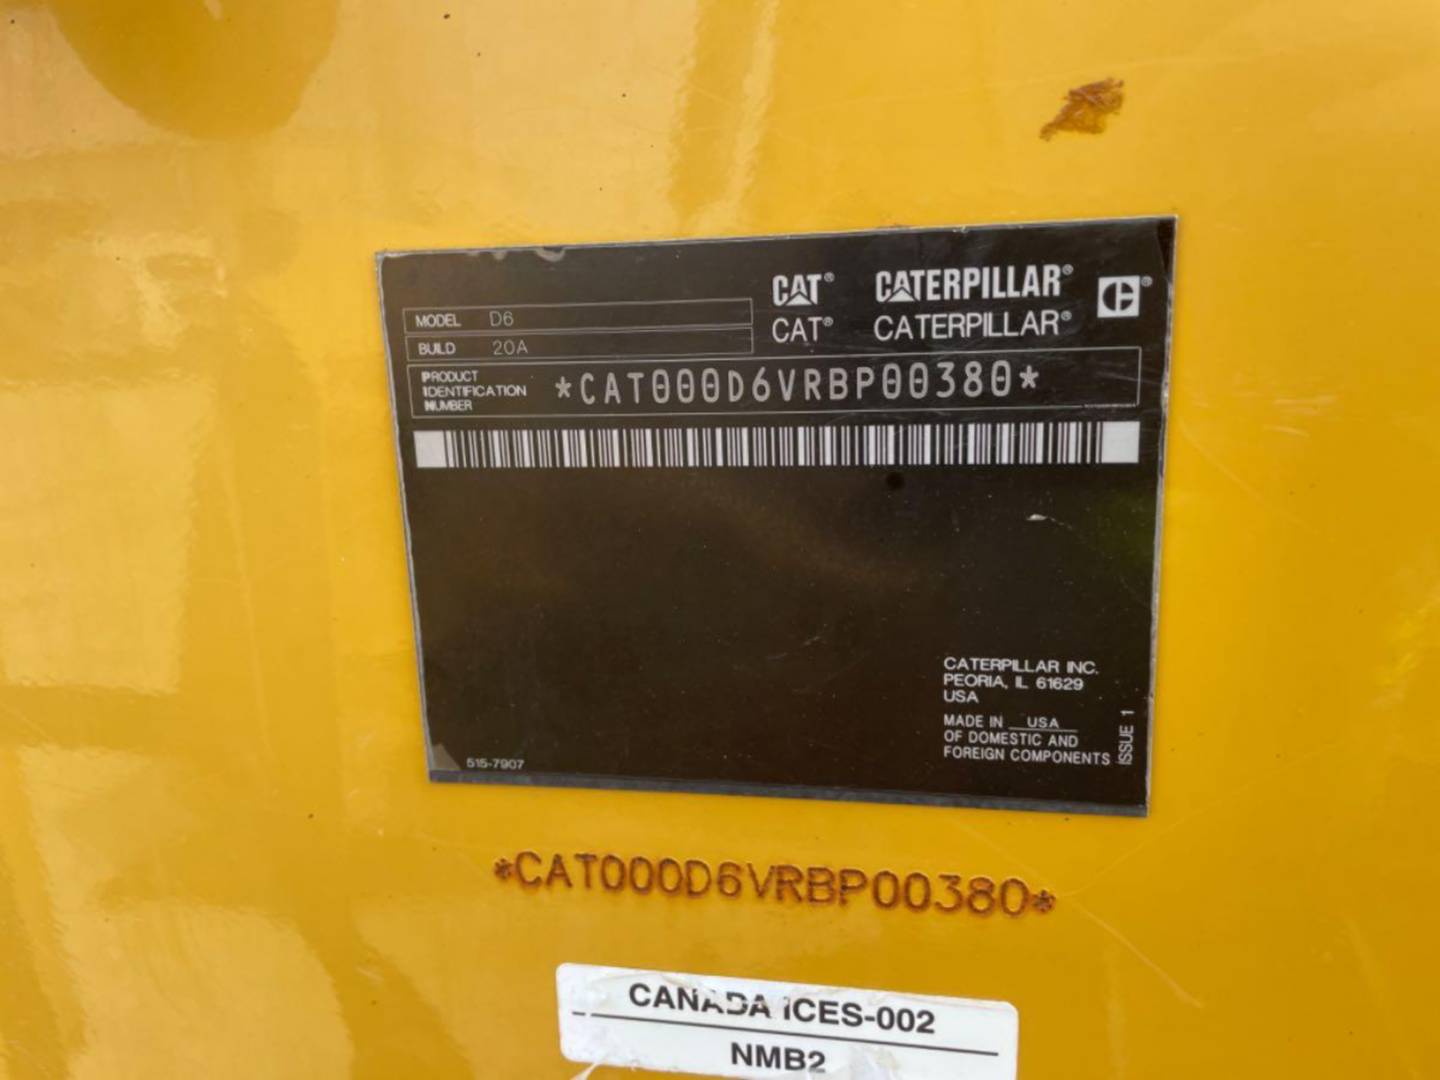 CAT® CATERPILLAR®
CAT® CATERPILLAR®
MODEL D6
BUILD 20A
PRODUCT IDENTIFICATION NUMBER
*CAT000D6VRBP00380*
CATERPILLAR INC.
PEORIA, IL 61629
USA
MADE IN USA
OF DOMESTIC AND
FOREIGN COMPONENTS
ISSUE 1
515-7907
*CAT000D6VRBP00380*
CANADA ICES-002
NMB2